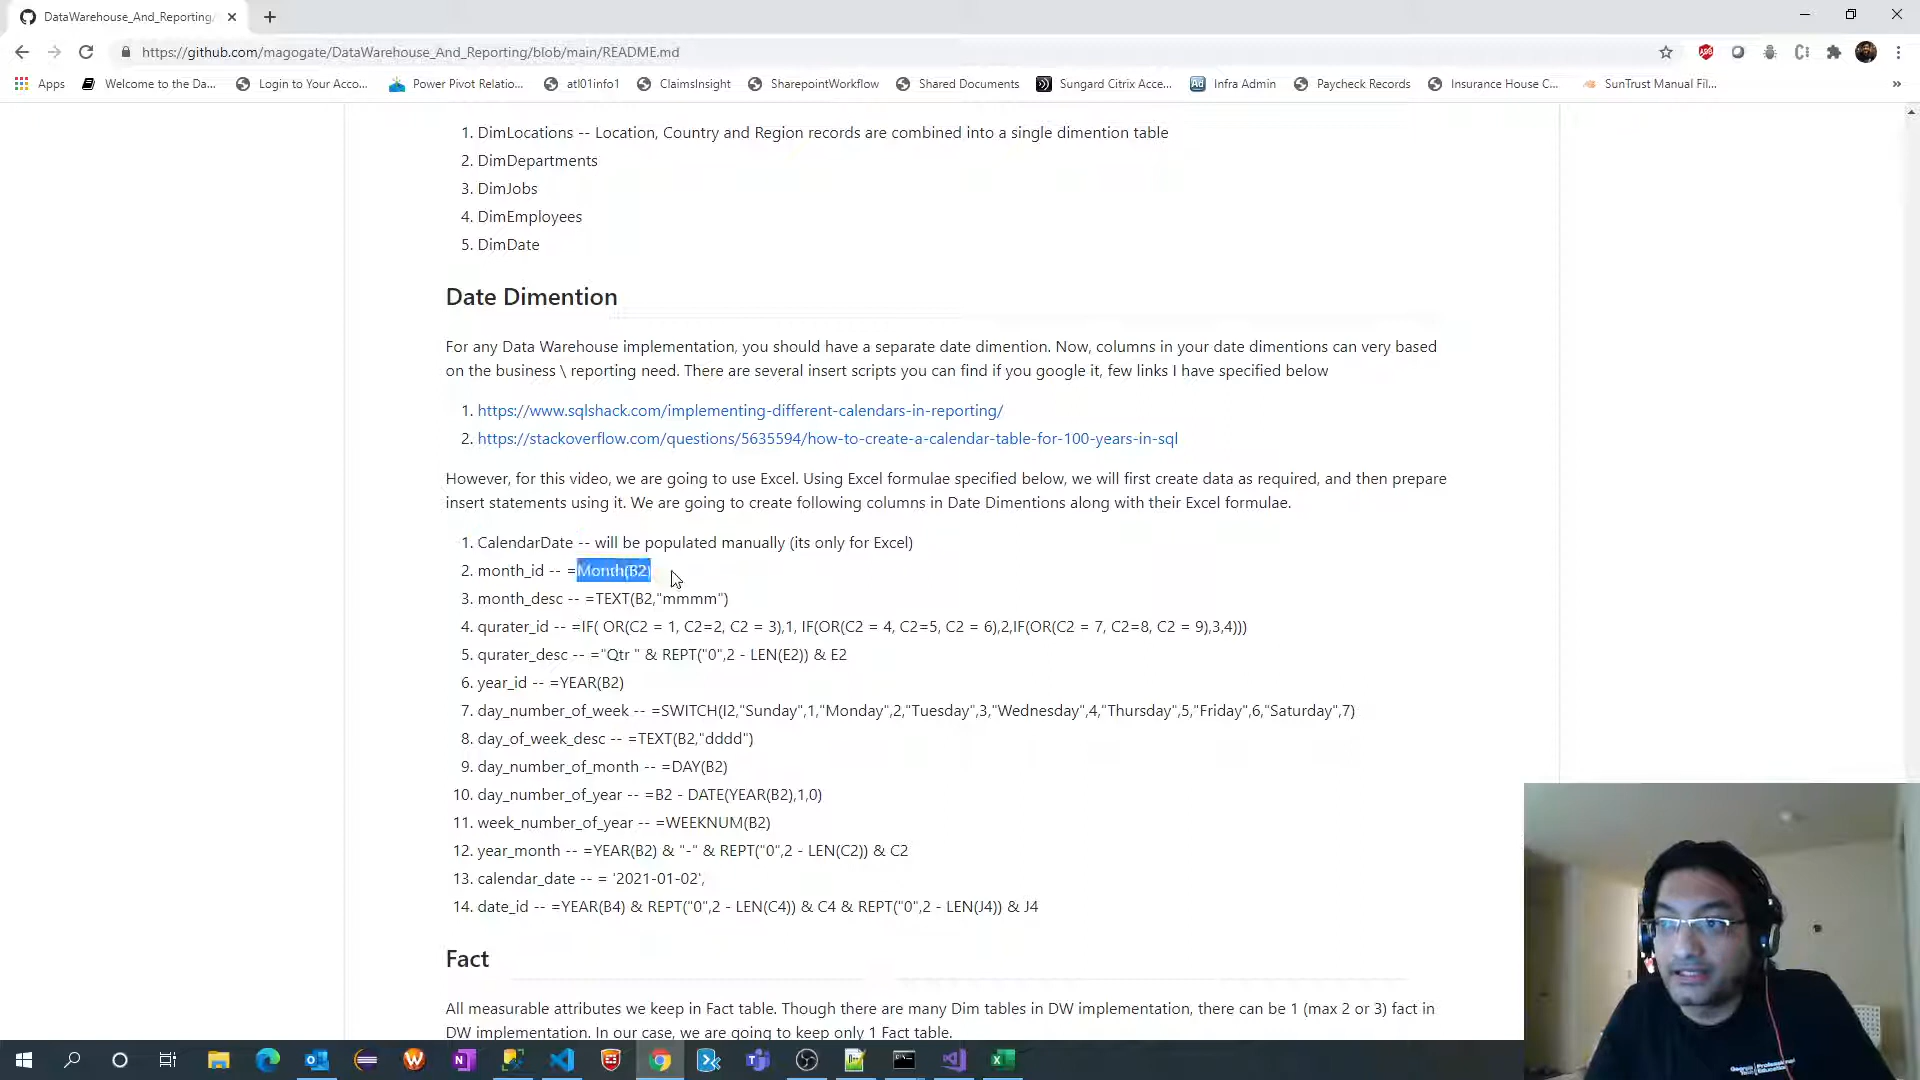 DataWarehouse_And_Reporting/
https://github.com/magogate/DataWarehouse_And_Reporting/blob/main/README.md
Apps Welcome to the Da... Login to Your Acco... Power Pivot Relatio... atl01info1 ClaimsInsight SharepointWorkflow Shared Documents Sungard Citrix Acce... Infra Admin Paycheck Records Insurance House C... SunTrust Manual Fil... »
1. DimLocations -- Location, Country and Region records are combined into a single dimention table
2. DimDepartments
3. DimJobs
4. DimEmployees
5. DimDate
Date Dimention
For any Data Warehouse implementation, you should have a separate date dimention. Now, columns in your date dimentions can very based
on the business \ reporting need. There are several insert scripts you can find if you google it, few links I have specified below
1. https://www.sqlshack.com/implementing-different-calendars-in-reporting/
2. https://stackoverflow.com/questions/5635594/how-to-create-a-calendar-table-for-100-years-in-sql
However, for this video, we are going to use Excel. Using Excel formulae specified below, we will first create data as required, and then prepare
insert statements using it. We are going to create following columns in Date Dimentions along with their Excel formulae.
1. CalendarDate -- will be populated manually (its only for Excel)
2. month_id -- =Month(B2)
3. month_desc -- =TEXT(B2,"mmmm")
4. qurater_id -- =IF( OR(C2 = 1, C2=2, C2 = 3),1, IF(OR(C2 = 4, C2=5, C2 = 6),2,IF(OR(C2 = 7, C2=8, C2 = 9),3,4)))
5. qurater_desc -- ="Qtr " & REPT("0",2 - LEN(E2)) & E2
6. year_id -- =YEAR(B2)
7. day_number_of_week -- =SWITCH(I2,"Sunday",1,"Monday",2,"Tuesday",3,"Wednesday",4,"Thursday",5,"Friday",6,"Saturday",7)
8. day_of_week_desc -- =TEXT(B2,"dddd")
9. day_number_of_month -- =DAY(B2)
10. day_number_of_year -- =B2 - DATE(YEAR(B2),1,0)
11. week_number_of_year -- =WEEKNUM(B2)
12. year_month -- =YEAR(B2) & "-" & REPT("0",2 - LEN(C2)) & C2
13. calendar_date -- = '2021-01-02',
14. date_id -- =YEAR(B4) & REPT("0",2 - LEN(C4)) & C4 & REPT("0",2 - LEN(J4)) & J4
Fact
All measurable attributes we keep in Fact table. Though there are many Dim tables in DW implementation, there can be 1 (max 2 or 3) fact in
DW implementation. In our case, we are going to keep only 1 Fact table.